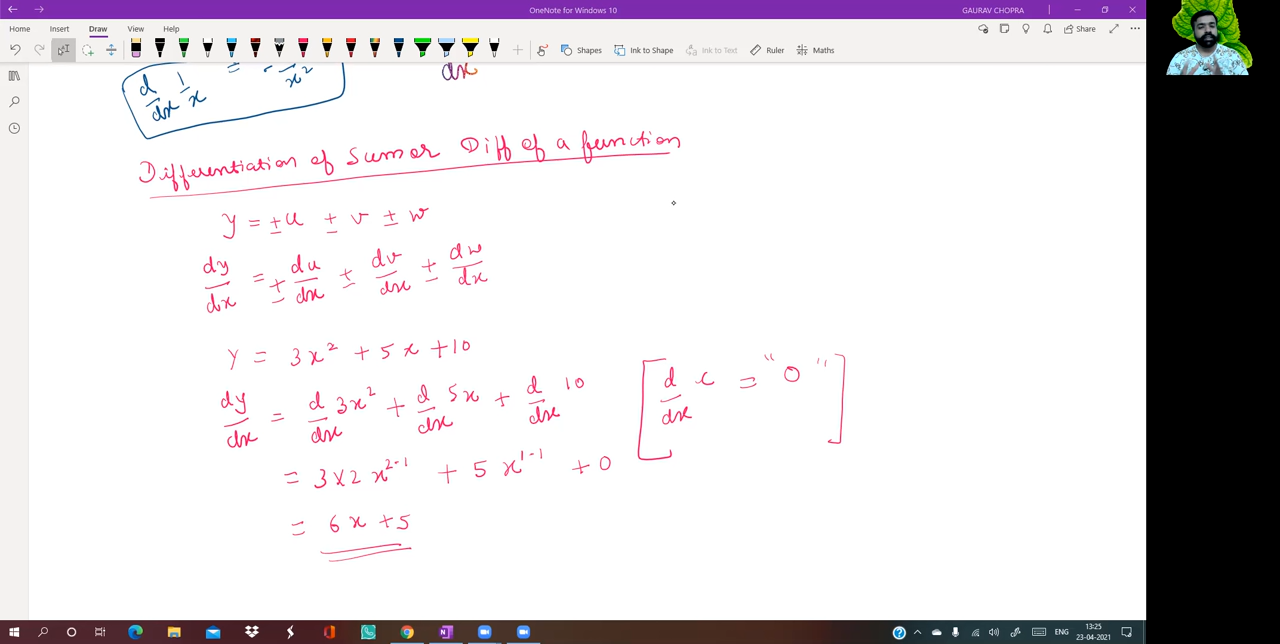 OneNote for Windows 10
GAURAV CHOPRA
Home Insert Draw View Help
Share
Shapes Ink to Shape Ink to Text Ruler Maths
d/dx 1/x = - 1/x²
dx
Differentiation of Sum or Diff of a function
y = ± u ± v ± w
dy/dx = ± du/dx ± dv/dx ± dw/dx
y = 3x² + 5x + 10
dy/dx = d/dx 3x² + d/dx 5x + d/dx 10 [ d/dx c = "0" ]
= 3×2 x²⁻¹ + 5 x¹⁻¹ + 0
= 6x + 5
ENG
13:25
23-04-2021